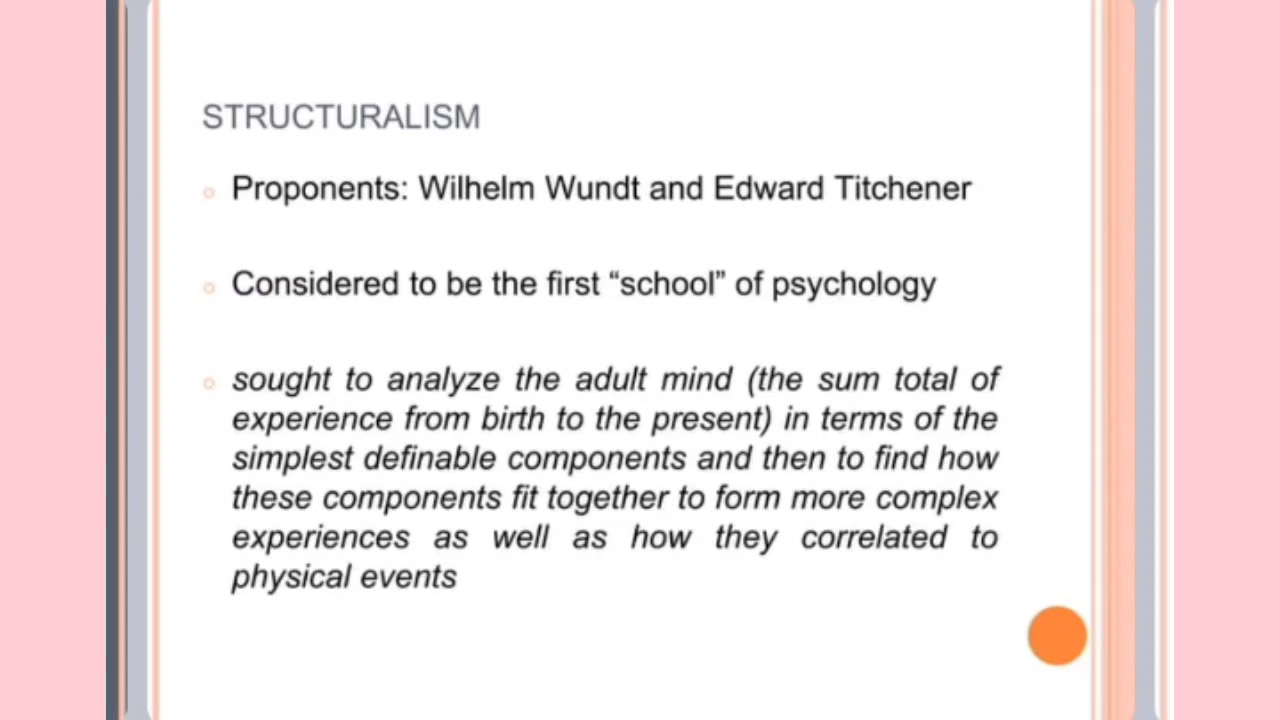 STRUCTURALISM
Proponents: Wilhelm Wundt and Edward Titchener
Considered to be the first “school” of psychology
sought to analyze the adult mind (the sum total of
experience from birth to the present) in terms of the
simplest definable components and then to find how
these components fit together to form more complex
experiences as well as how they correlated to
physical events